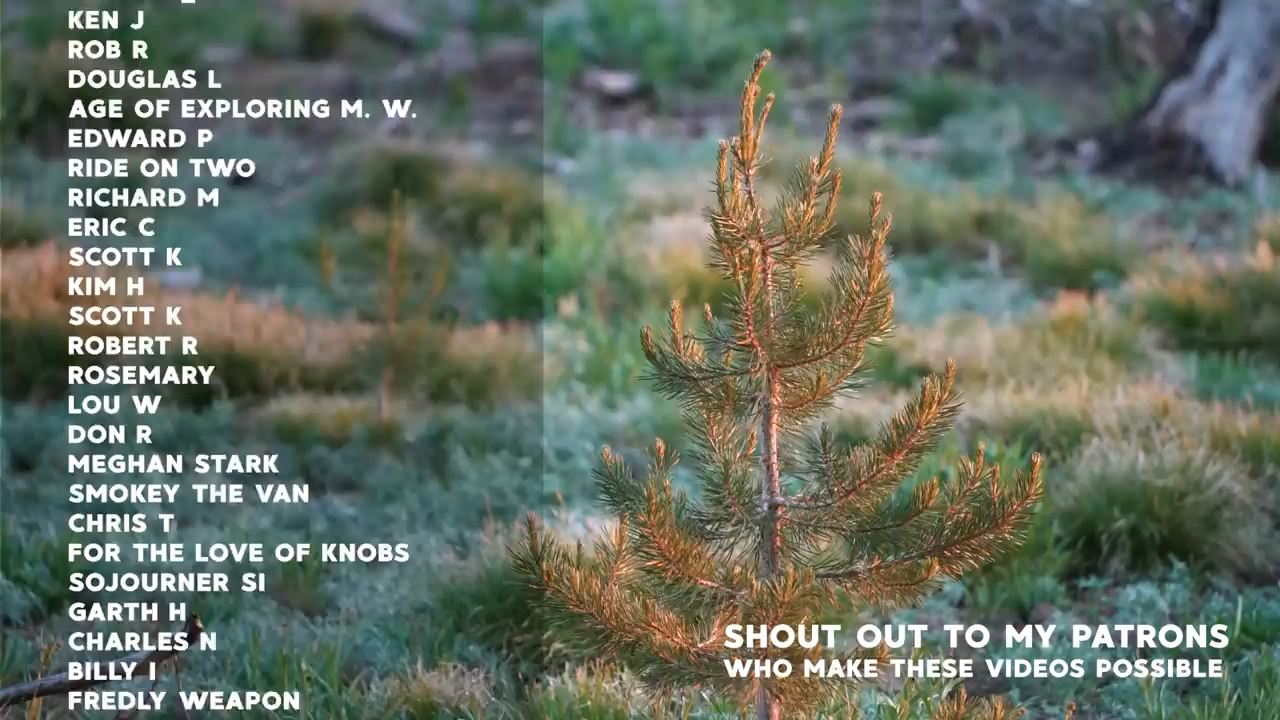 KEN J
ROB R
DOUGLAS L
AGE OF EXPLORING M. W.
EDWARD P
RIDE ON TWO
RICHARD M
ERIC C
SCOTT K
KIM H
SCOTT K
ROBERT R
ROSEMARY
LOU W
DON R
MEGHAN STARK
SMOKEY THE VAN
CHRIS T
FOR THE LOVE OF KNOBS
SOJOURNER SI
GARTH H
CHARLES N
BILLY I
FREDLY WEAPON
SHOUT OUT TO MY PATRONS
WHO MAKE THESE VIDEOS POSSIBLE